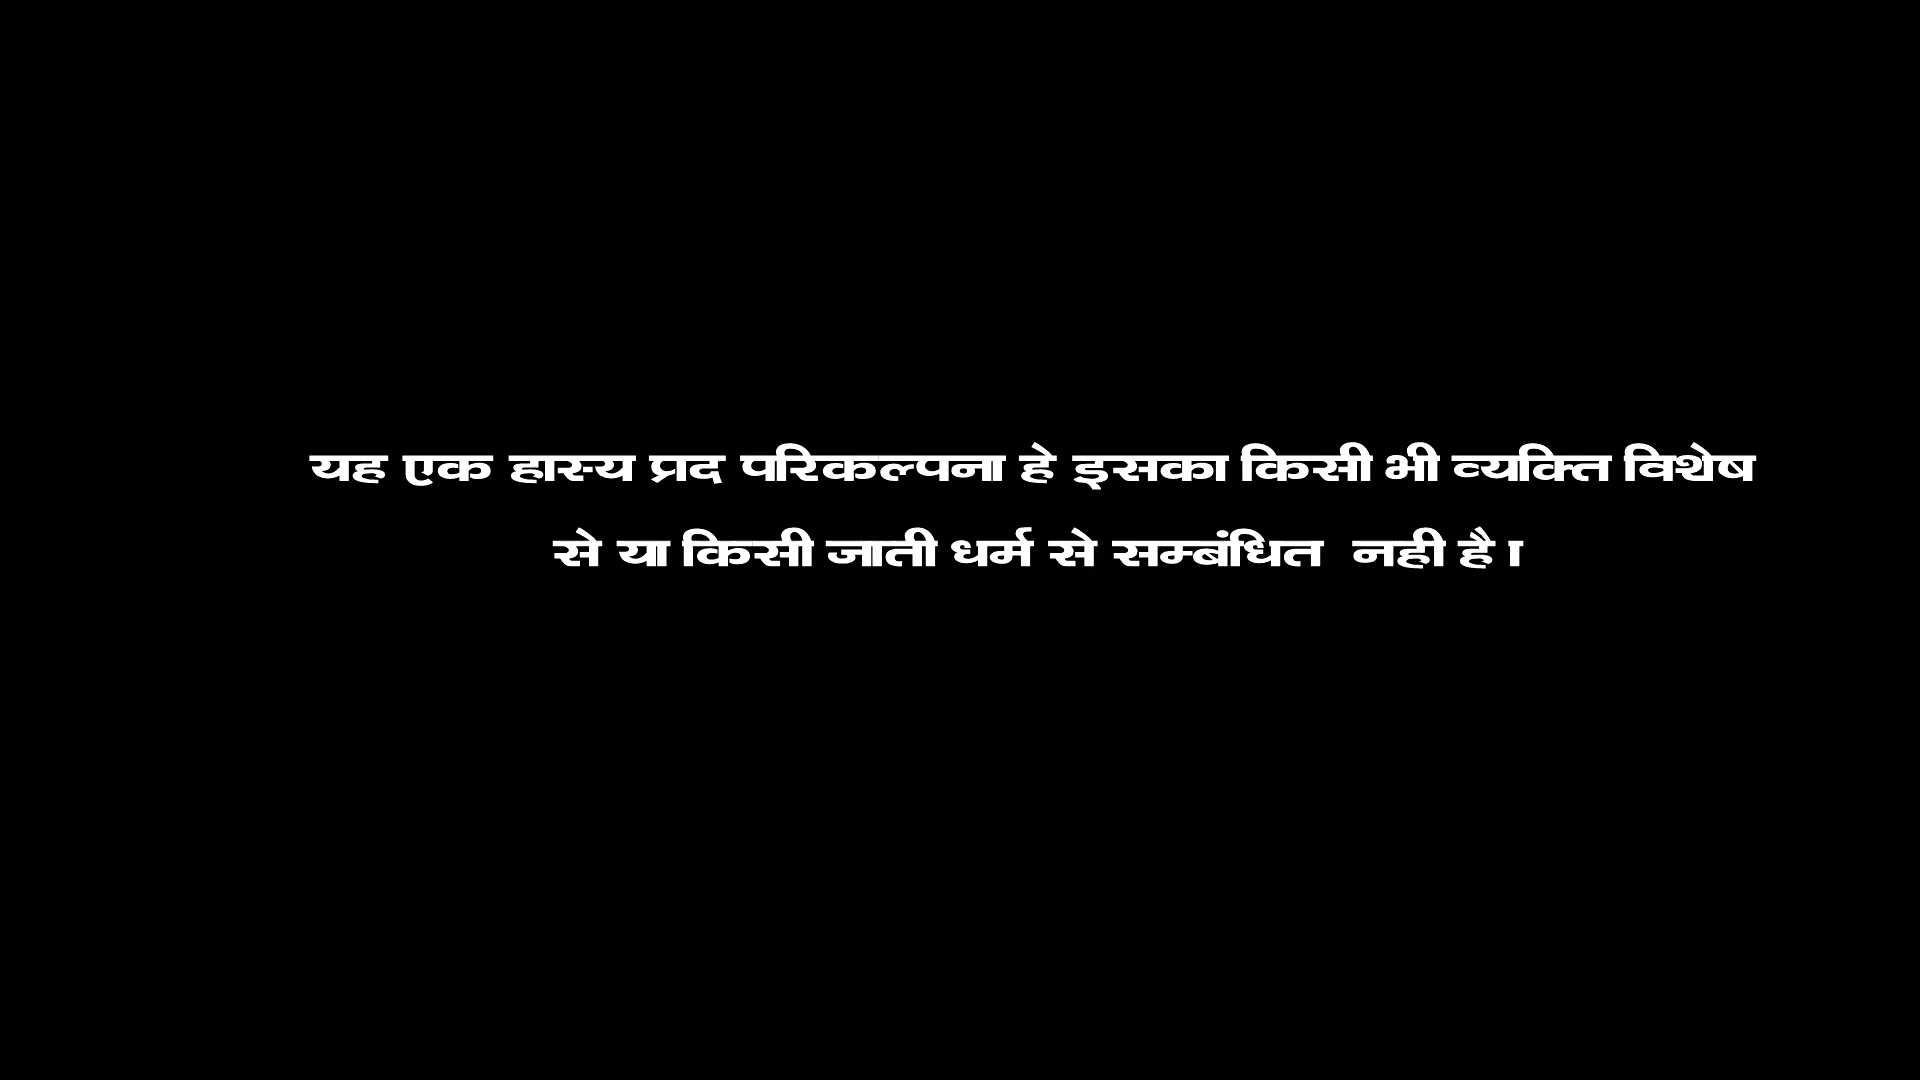 यह एक हास्य प्रद परिकल्पना हे इसका किसी भी व्यक्ति विशेष
से या किसी जाती धर्म से सम्बंधित नही है।